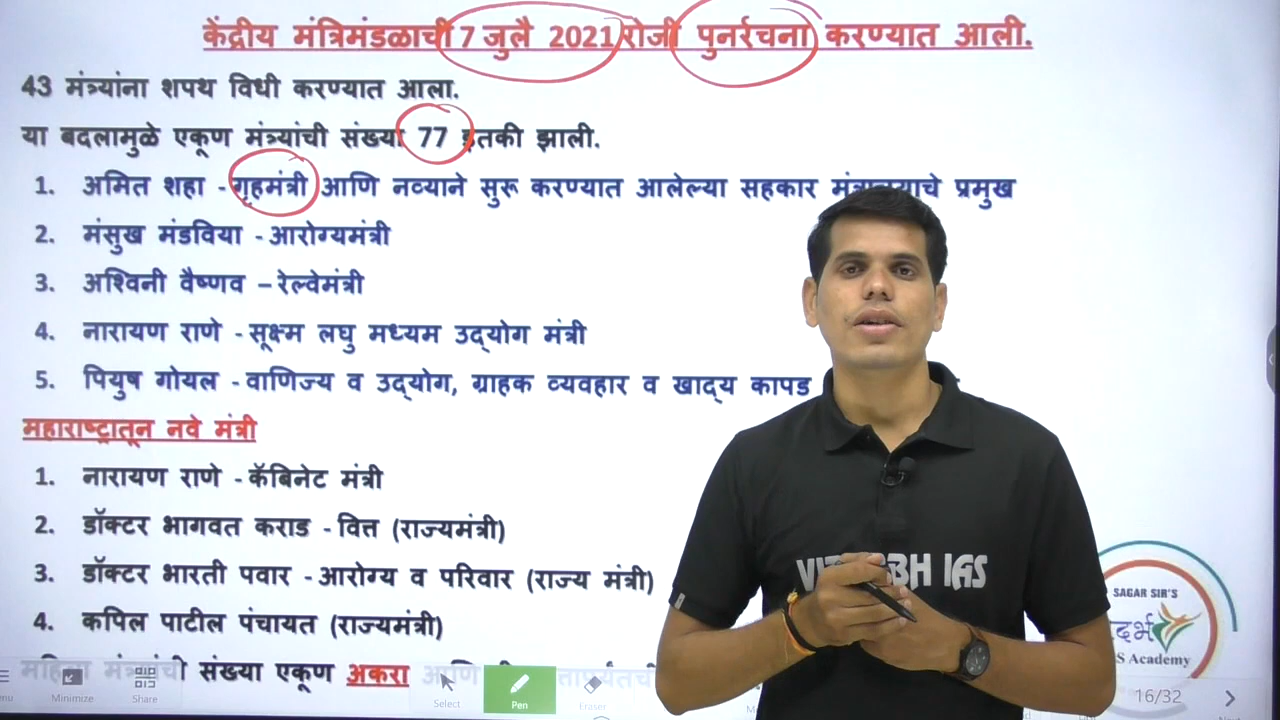 केंद्रीय मंत्रिमंडळाची 7 जुलै 2021 रोजी पुनर्रचना करण्यात आली.
43 मंत्र्यांना शपथ विधी करण्यात आला.
या बदलामुळे एकूण मंत्र्यांची संख्या 77 इतकी झाली.
1. अमित शहा - गृहमंत्री आणि नव्याने सुरू करण्यात आलेल्या सहकार मंत्रालयाचे प्रमुख
2. मंसुख मंडविया - आरोग्यमंत्री
3. अश्विनी वैष्णव – रेल्वेमंत्री
4. नारायण राणे - सूक्ष्म लघु मध्यम उद्योग मंत्री
5. पियुष गोयल - वाणिज्य व उद्योग, ग्राहक व्यवहार व खाद्य कापड
महाराष्ट्रातून नवे मंत्री
1. नारायण राणे - कॅबिनेट मंत्री
2. डॉक्टर भागवत कराड - वित्त (राज्यमंत्री)
3. डॉक्टर भारती पवार - आरोग्य व परिवार (राज्य मंत्री)
4. कपिल पाटील पंचायत (राज्यमंत्री)
महिला मंत्र्यांची संख्या एकूण अकरा आणि
IAS
SAGAR SIR'S
Academy
Minimize Share Select Pen Eraser 16/32